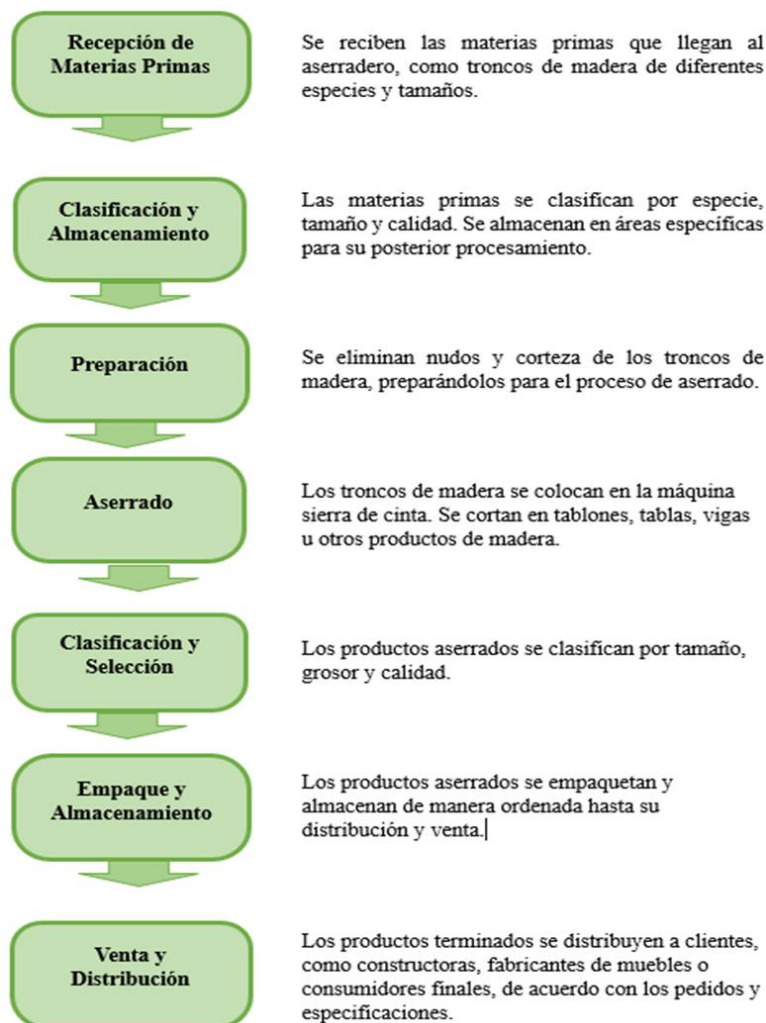 Recepción de
Materias Primas
Se reciben las materias primas que llegan al
aserradero, como troncos de madera de diferentes
especies y tamaños.
Clasificación y
Almacenamiento
Las materias primas se clasifican por especie,
tamaño y calidad. Se almacenan en áreas específicas
para su posterior procesamiento.
Preparación
Se eliminan nudos y corteza de los troncos de
madera, preparándolos para el proceso de aserrado.
Aserrado
Los troncos de madera se colocan en la máquina
sierra de cinta. Se cortan en tablones, tablas, vigas
u otros productos de madera.
Clasificación y
Selección
Los productos aserrados se clasifican por tamaño,
grosor y calidad.
Empaque y
Almacenamiento
Los productos aserrados se empaquetan y
almacenan de manera ordenada hasta su
distribución y venta.
Venta y
Distribución
Los productos terminados se distribuyen a clientes,
como constructoras, fabricantes de muebles o
consumidores finales, de acuerdo con los pedidos y
especificaciones.